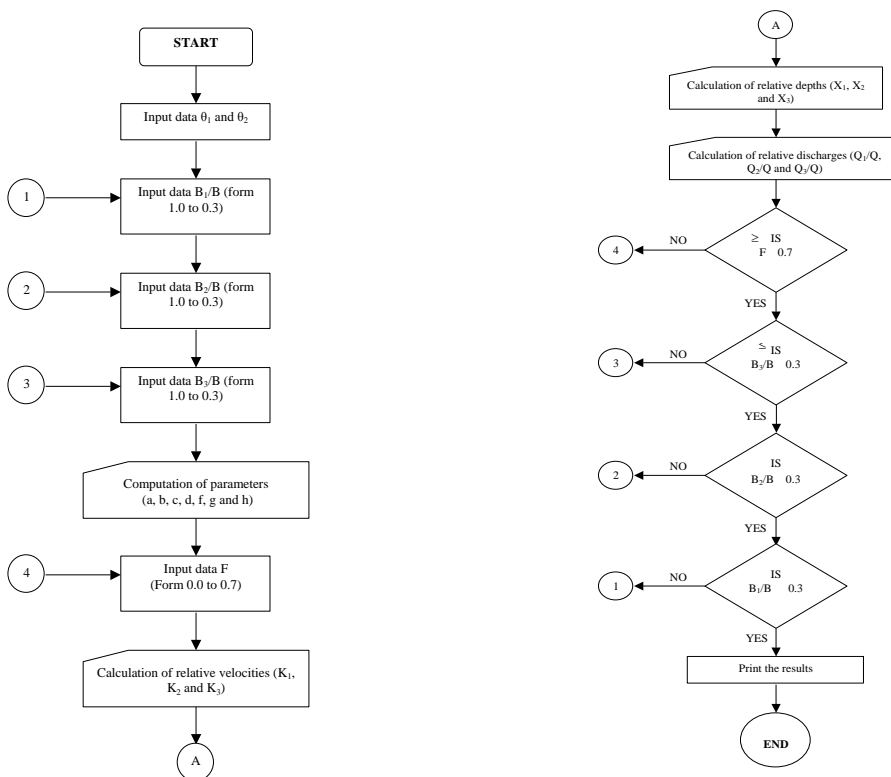 START
Input data θ₁ and θ₂
1
Input data B₁/B (form
1.0 to 0.3)
2
Input data B₂/B (form
1.0 to 0.3)
3
Input data B₃/B (form
1.0 to 0.3)
Computation of parameters
(a, b, c, d, f, g and h)
4
Input data F
(Form 0.0 to 0.7)
Calculation of relative velocities (K₁,
K₂ and K₃)
A
A
Calculation of relative depths (X₁, X₂
and X₃)
Calculation of relative discharges (Q₁/Q,
Q₂/Q and Q₃/Q)
≥ IS
F 0.7
NO
4
YES
≤ IS
B₃/B 0.3
NO
3
YES
IS
B₂/B 0.3
NO
2
YES
IS
B₁/B 0.3
NO
1
YES
Print the results
END